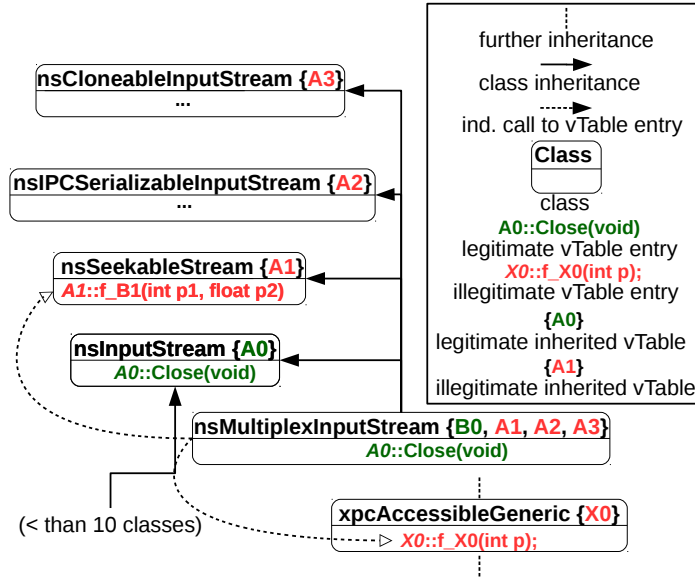 nsCloneableInputStream {A3}
...
nsIPCSerializableInputStream {A2}
...
nsSeekableStream {A1}
A1::f_B1(int p1, float p2)
nsInputStream {A0}
A0::Close(void)
nsMultiplexInputStream {B0, A1, A2, A3}
A0::Close(void)
(< than 10 classes)
xpcAccessibleGeneric {X0}
X0::f_X0(int p);
further inheritance
class inheritance
ind. call to vTable entry
Class
class
A0::Close(void)
legitimate vTable entry
X0::f_X0(int p);
illegitimate vTable entry
{A0}
legitimate inherited vTable
{A1}
illegitimate inherited vTable